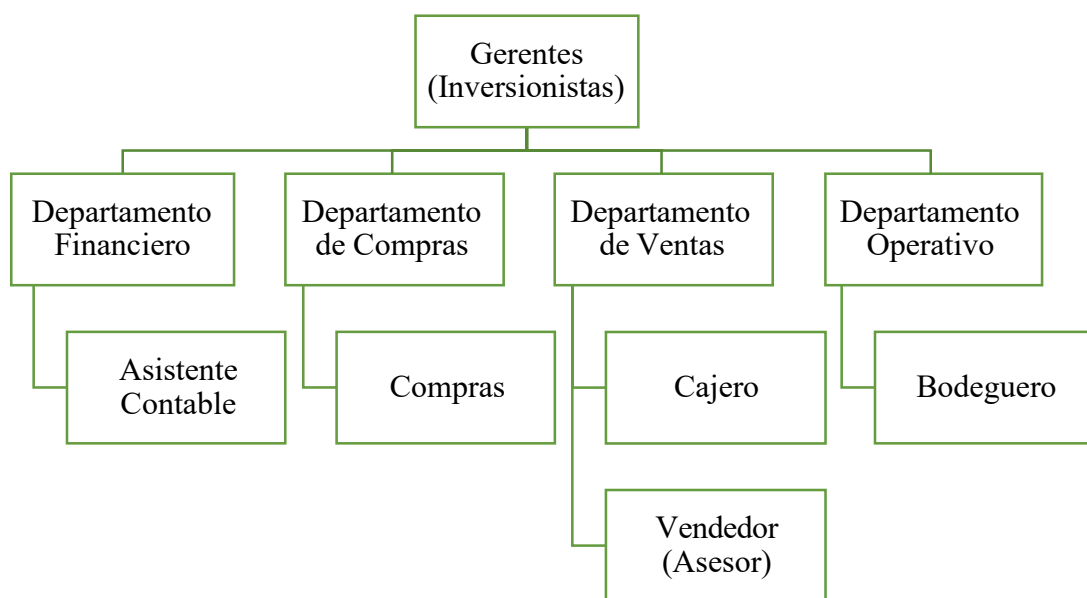 Gerentes
(Inversionistas)
Departamento
Financiero
Departamento
de Compras
Departamento
de Ventas
Departamento
Operativo
Asistente
Contable
Compras
Cajero
Bodeguero
Vendedor
(Asesor)